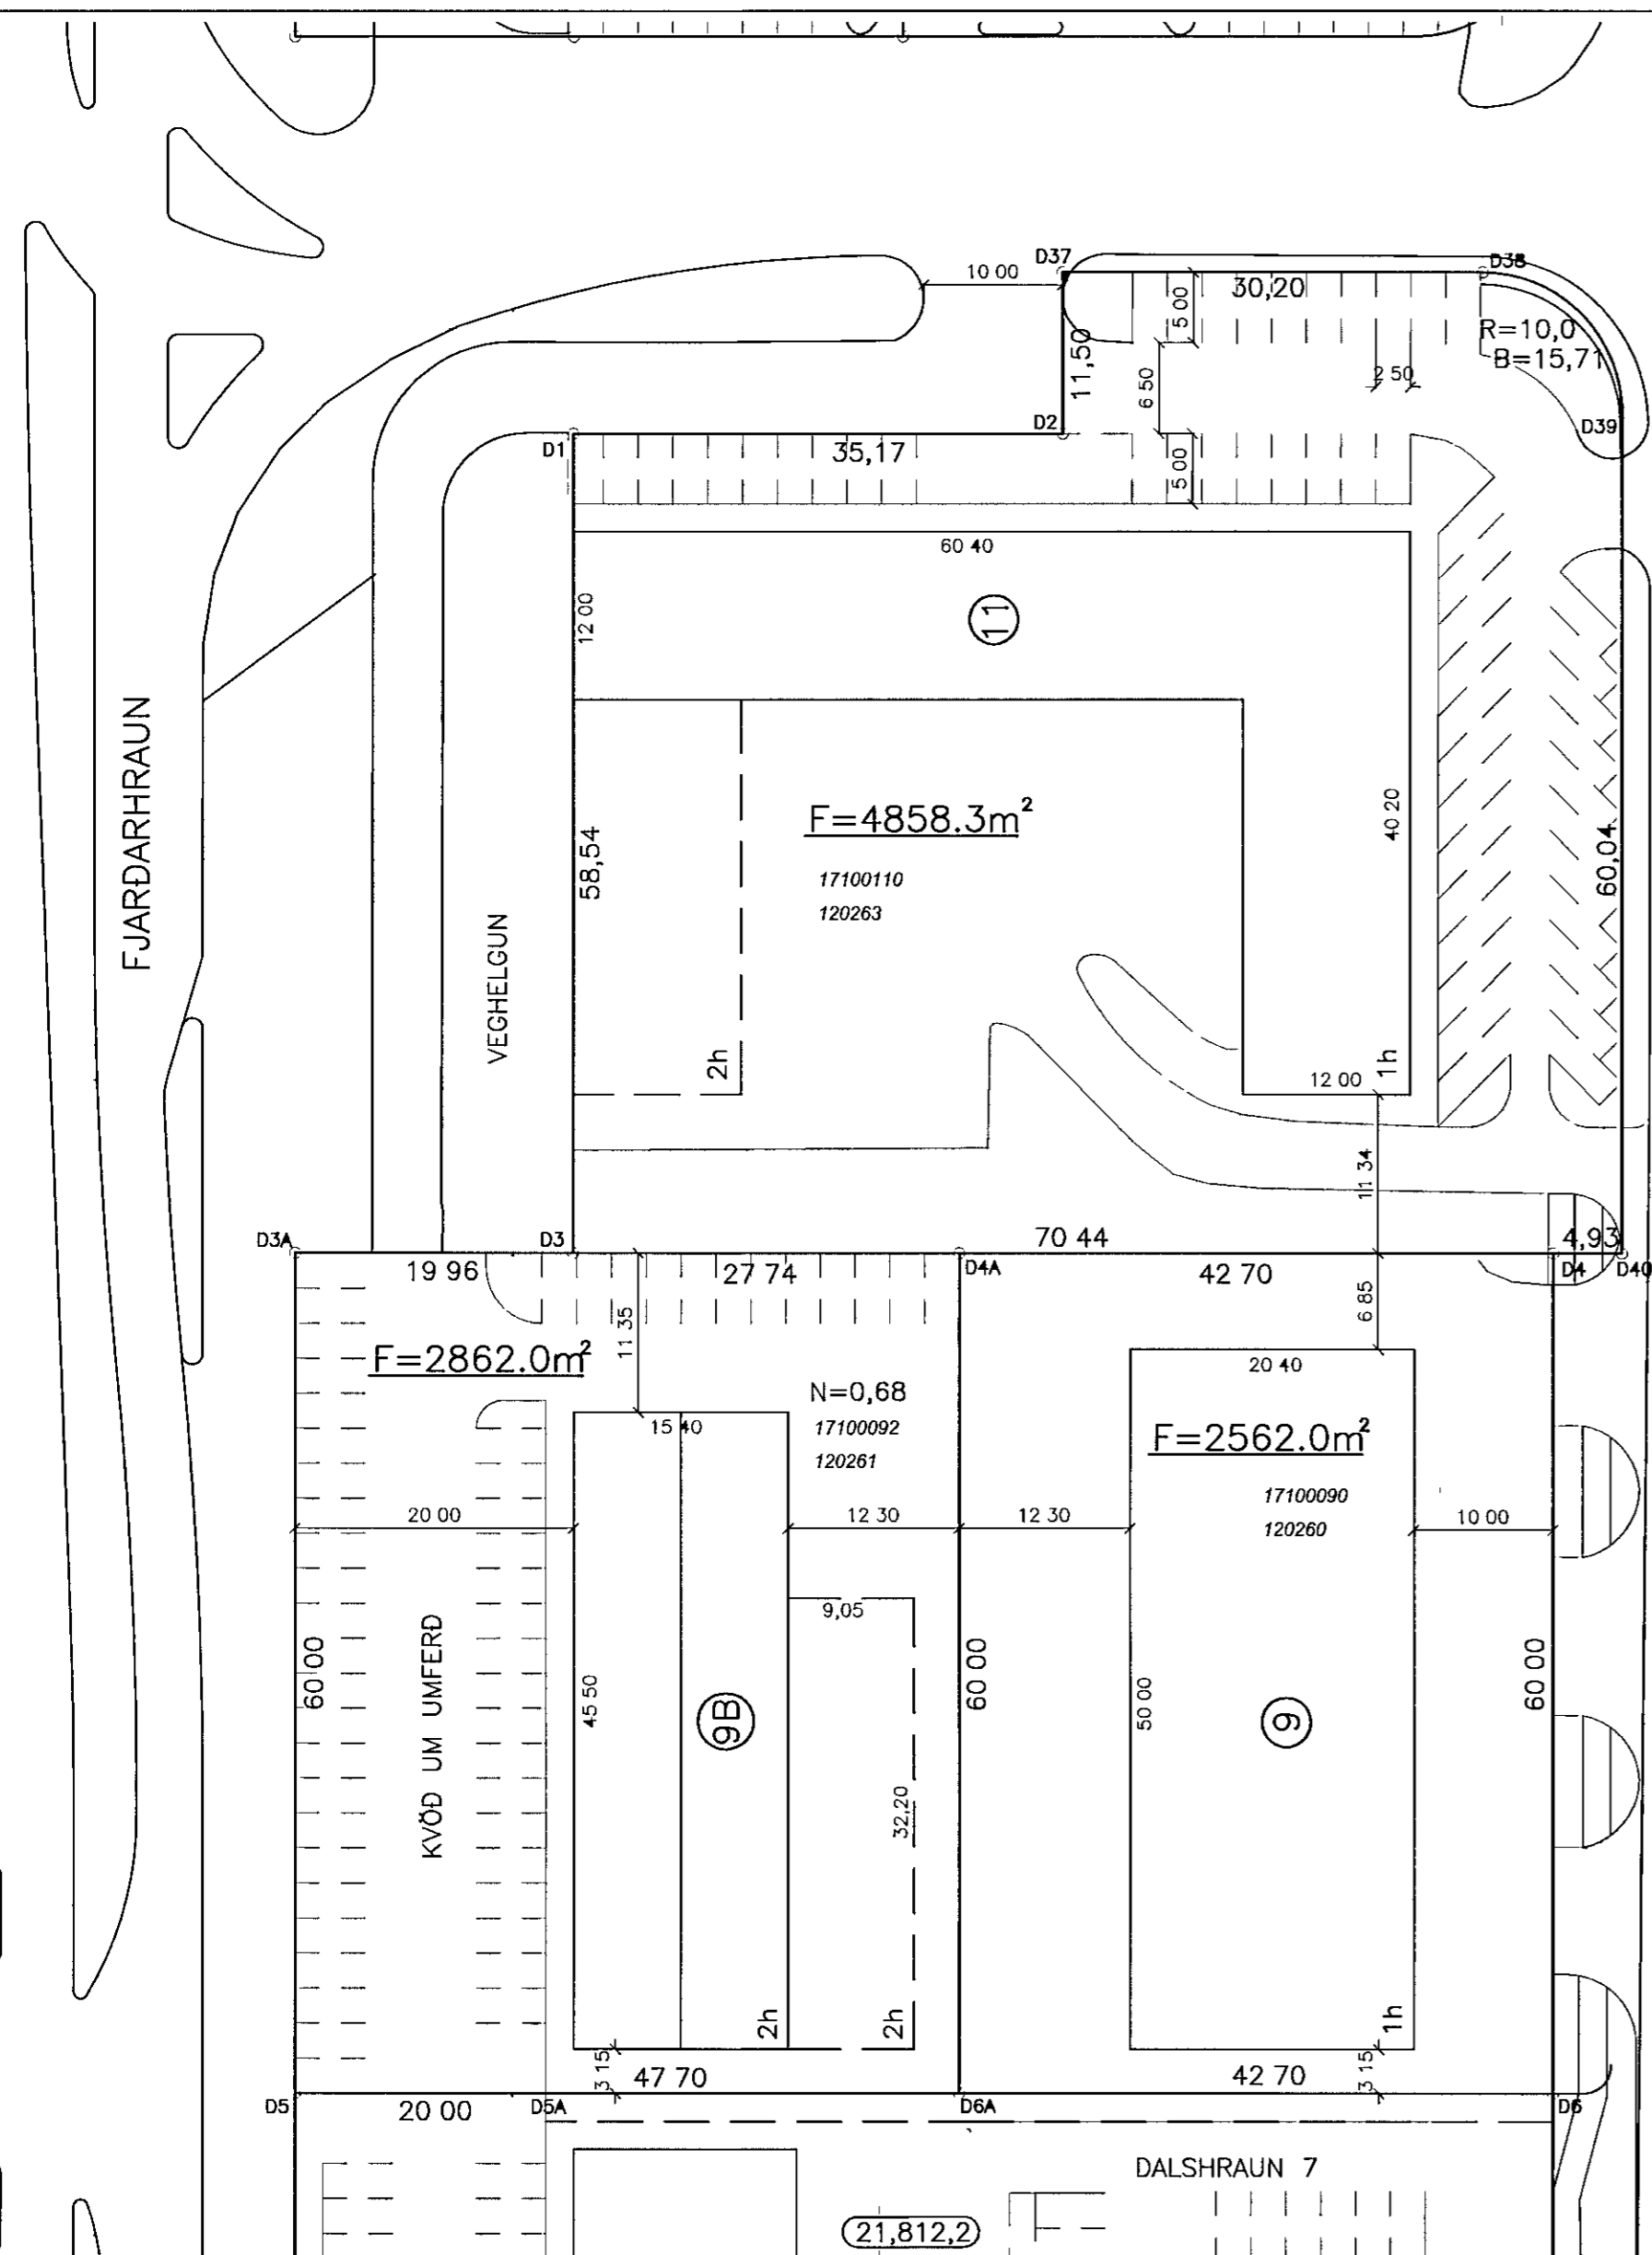 D37
D38
10 00
30,20
5 00
R=10,0
B=15,71
11,50
6 50
2 50
D2
D39
D1
35,17
5 00
60 40
12 00
11
FJARÐARHRAUN
F=4858.3m²
40 20
58,54
60,04
17100110
120263
VEGHELGUN
2h
1h
12 00
11 34
D3A
D3
70 44
4,93
19 96
27 74
D4A
42 70
D4
D40
6 85
11 35
F=2862.0m²
20 40
N=0,68
15 40
17100092
F=2562.0m²
120261
17100090
20 00
12 30
12 30
120260
10 00
9,05
60 00
KVÖÐ UM UMFERÐ
45 50
9B
60 00
50 00
9
60 00
32,20
2h
2h
1h
3 15
47 70
42 70
3 15
D5
20 00
D5A
D6A
D6
DALSHRAUN 7
21,812,2